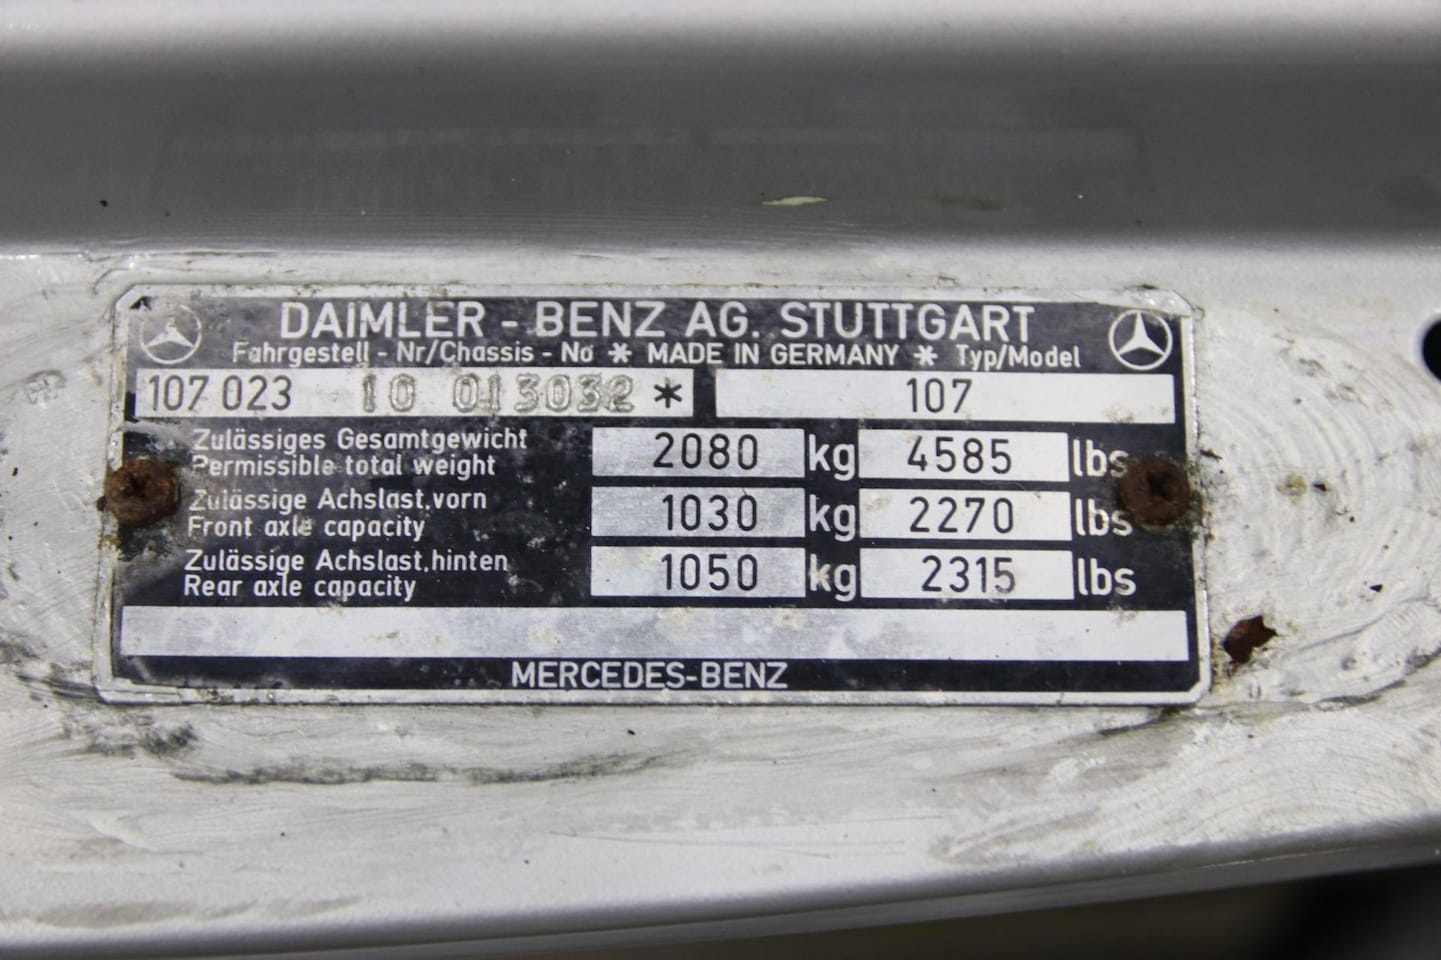 DAIMLER - BENZ AG. STUTTGART
Fahrgestell - Nr/Chassis - No * MADE IN GERMANY * Typ/Model
107 023 10 013032 * 107
Zulässiges Gesamtgewicht
Permissible total weight 2080 kg 4585 lbs
Zulässige Achslast,vorn
Front axle capacity 1030 kg 2270 lbs
Zulässige Achslast,hinten
Rear axle capacity 1050 kg 2315 lbs
MERCEDES-BENZ